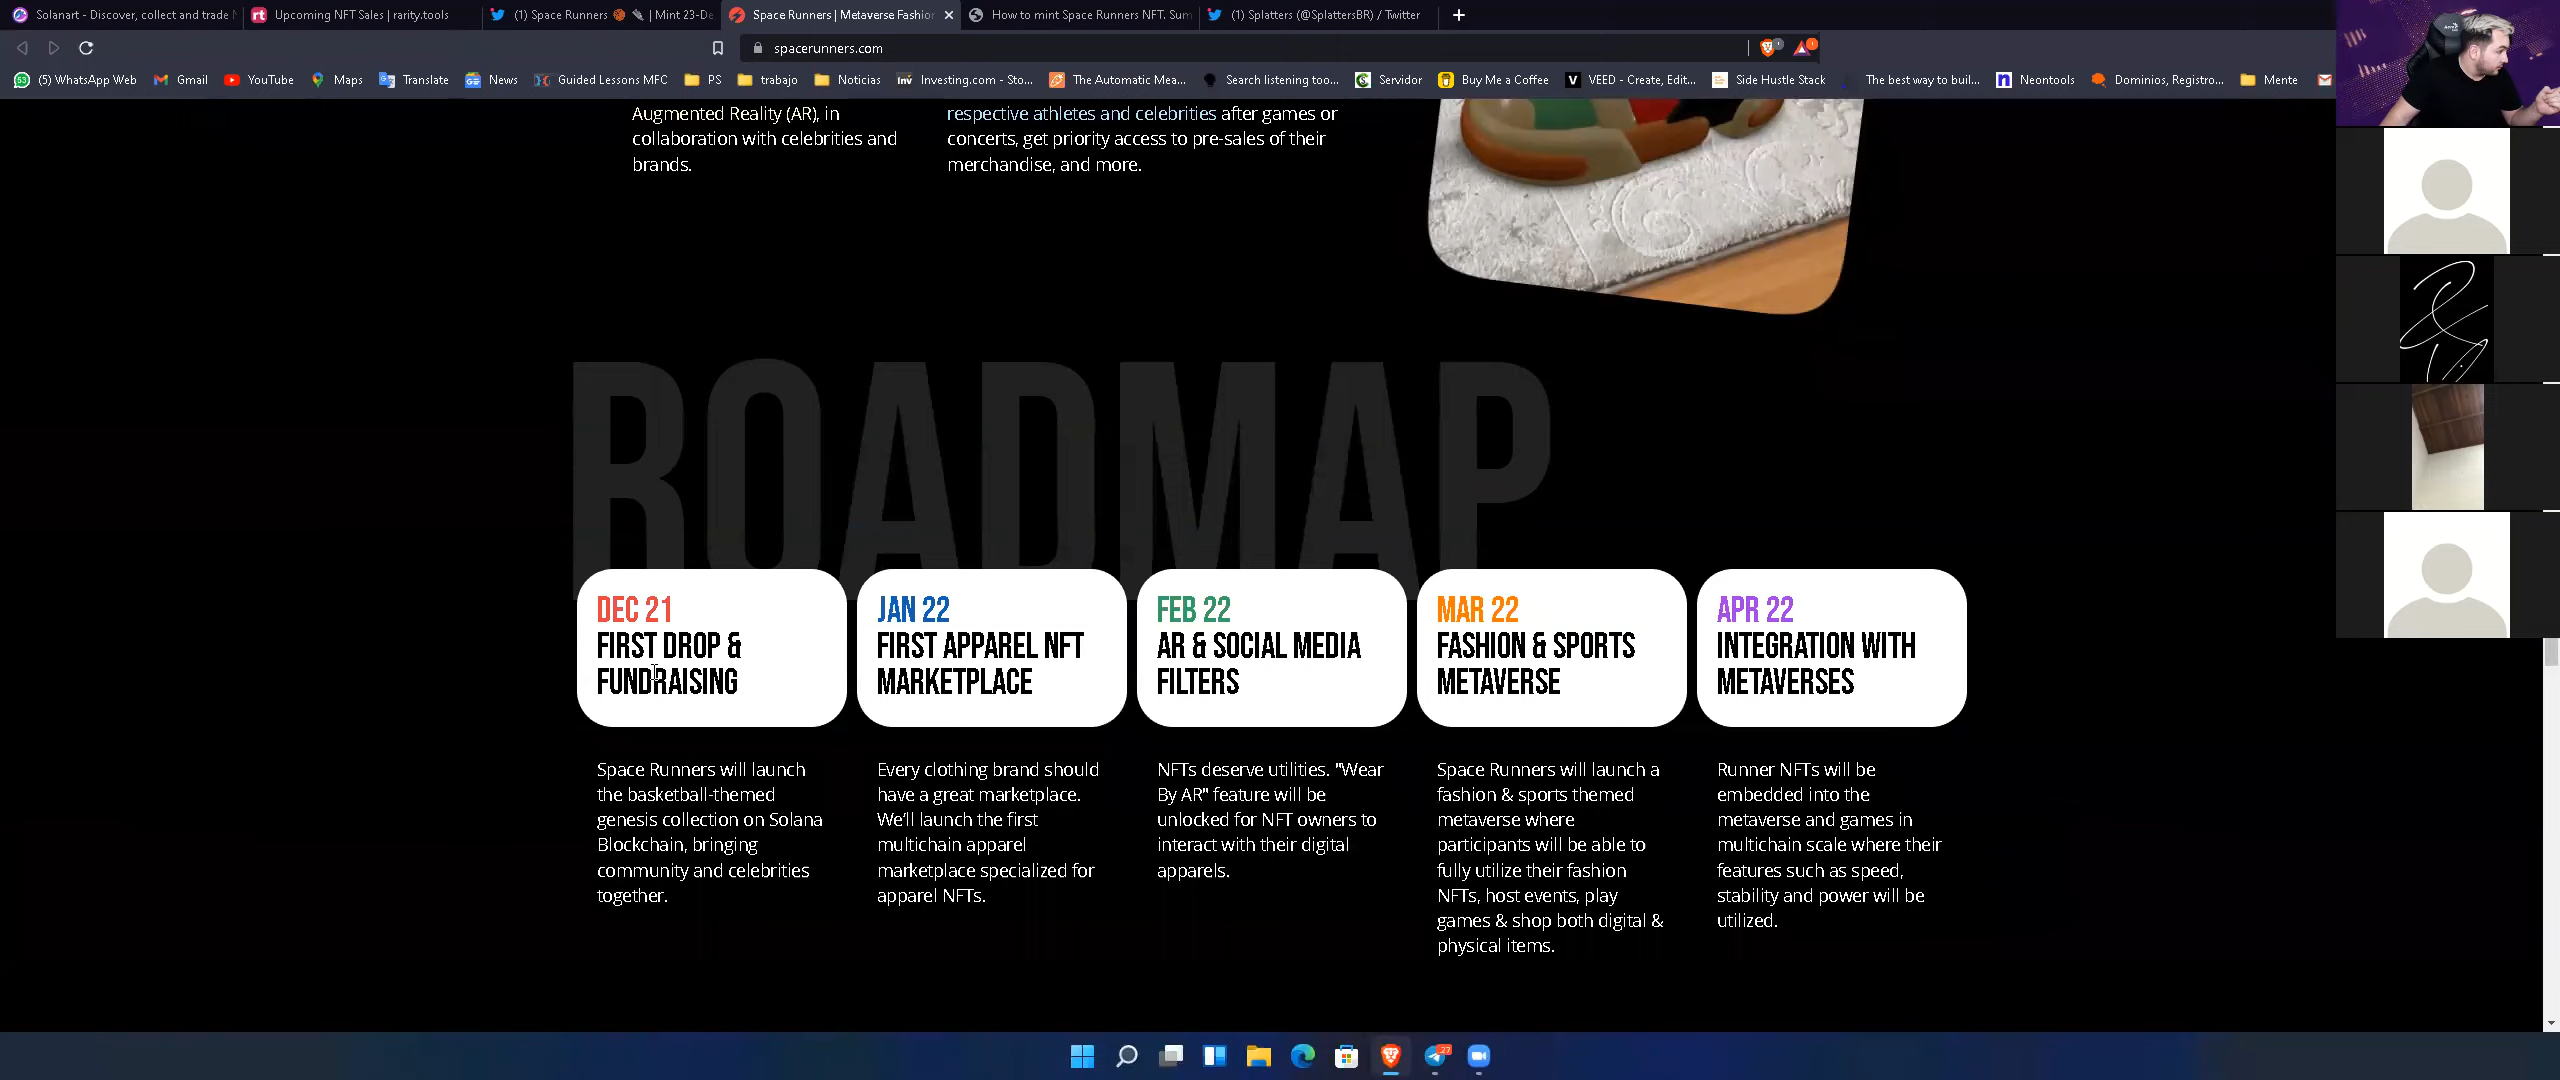 Solanart - Discover, collect and trade
Upcoming NFT Sales | rarity.tools
(1) Space Runners 🏀 | Mint 23-De
Space Runners | Metaverse Fashion
How to mint Space Runners NFT. Sum
(1) Splatters (@SplattersBR) / Twitter
spacerunners.com
(5) WhatsApp Web
Gmail
YouTube
Maps
Translate
News
Guided Lessons MFC
PS
trabajo
Noticias
Investing.com - Sto...
The Automatic Mea...
Search listening too...
Servidor
Buy Me a Coffee
VEED - Create, Edit...
Side Hustle Stack
The best way to buil...
Neontools
Dominios, Registro...
Mente
Augmented Reality (AR), in
collaboration with celebrities and
brands.
respective athletes and celebrities after games or
concerts, get priority access to pre-sales of their
merchandise, and more.
ROADMAP
DEC 21
FIRST DROP &
FUNDRAISING
Space Runners will launch
the basketball-themed
genesis collection on Solana
Blockchain, bringing
community and celebrities
together.
JAN 22
FIRST APPAREL NFT
MARKETPLACE
Every clothing brand should
have a great marketplace.
We'll launch the first
multichain apparel
marketplace specialized for
apparel NFTs.
FEB 22
AR & SOCIAL MEDIA
FILTERS
NFTs deserve utilities. "Wear
By AR" feature will be
unlocked for NFT owners to
interact with their digital
apparels.
MAR 22
FASHION & SPORTS
METAVERSE
Space Runners will launch a
fashion & sports themed
metaverse where
participants will be able to
fully utilize their fashion
NFTs, host events, play
games & shop both digital &
physical items.
APR 22
INTEGRATION WITH
METAVERSES
Runner NFTs will be
embedded into the
metaverse and games in
multichain scale where their
features such as speed,
stability and power will be
utilized.
27